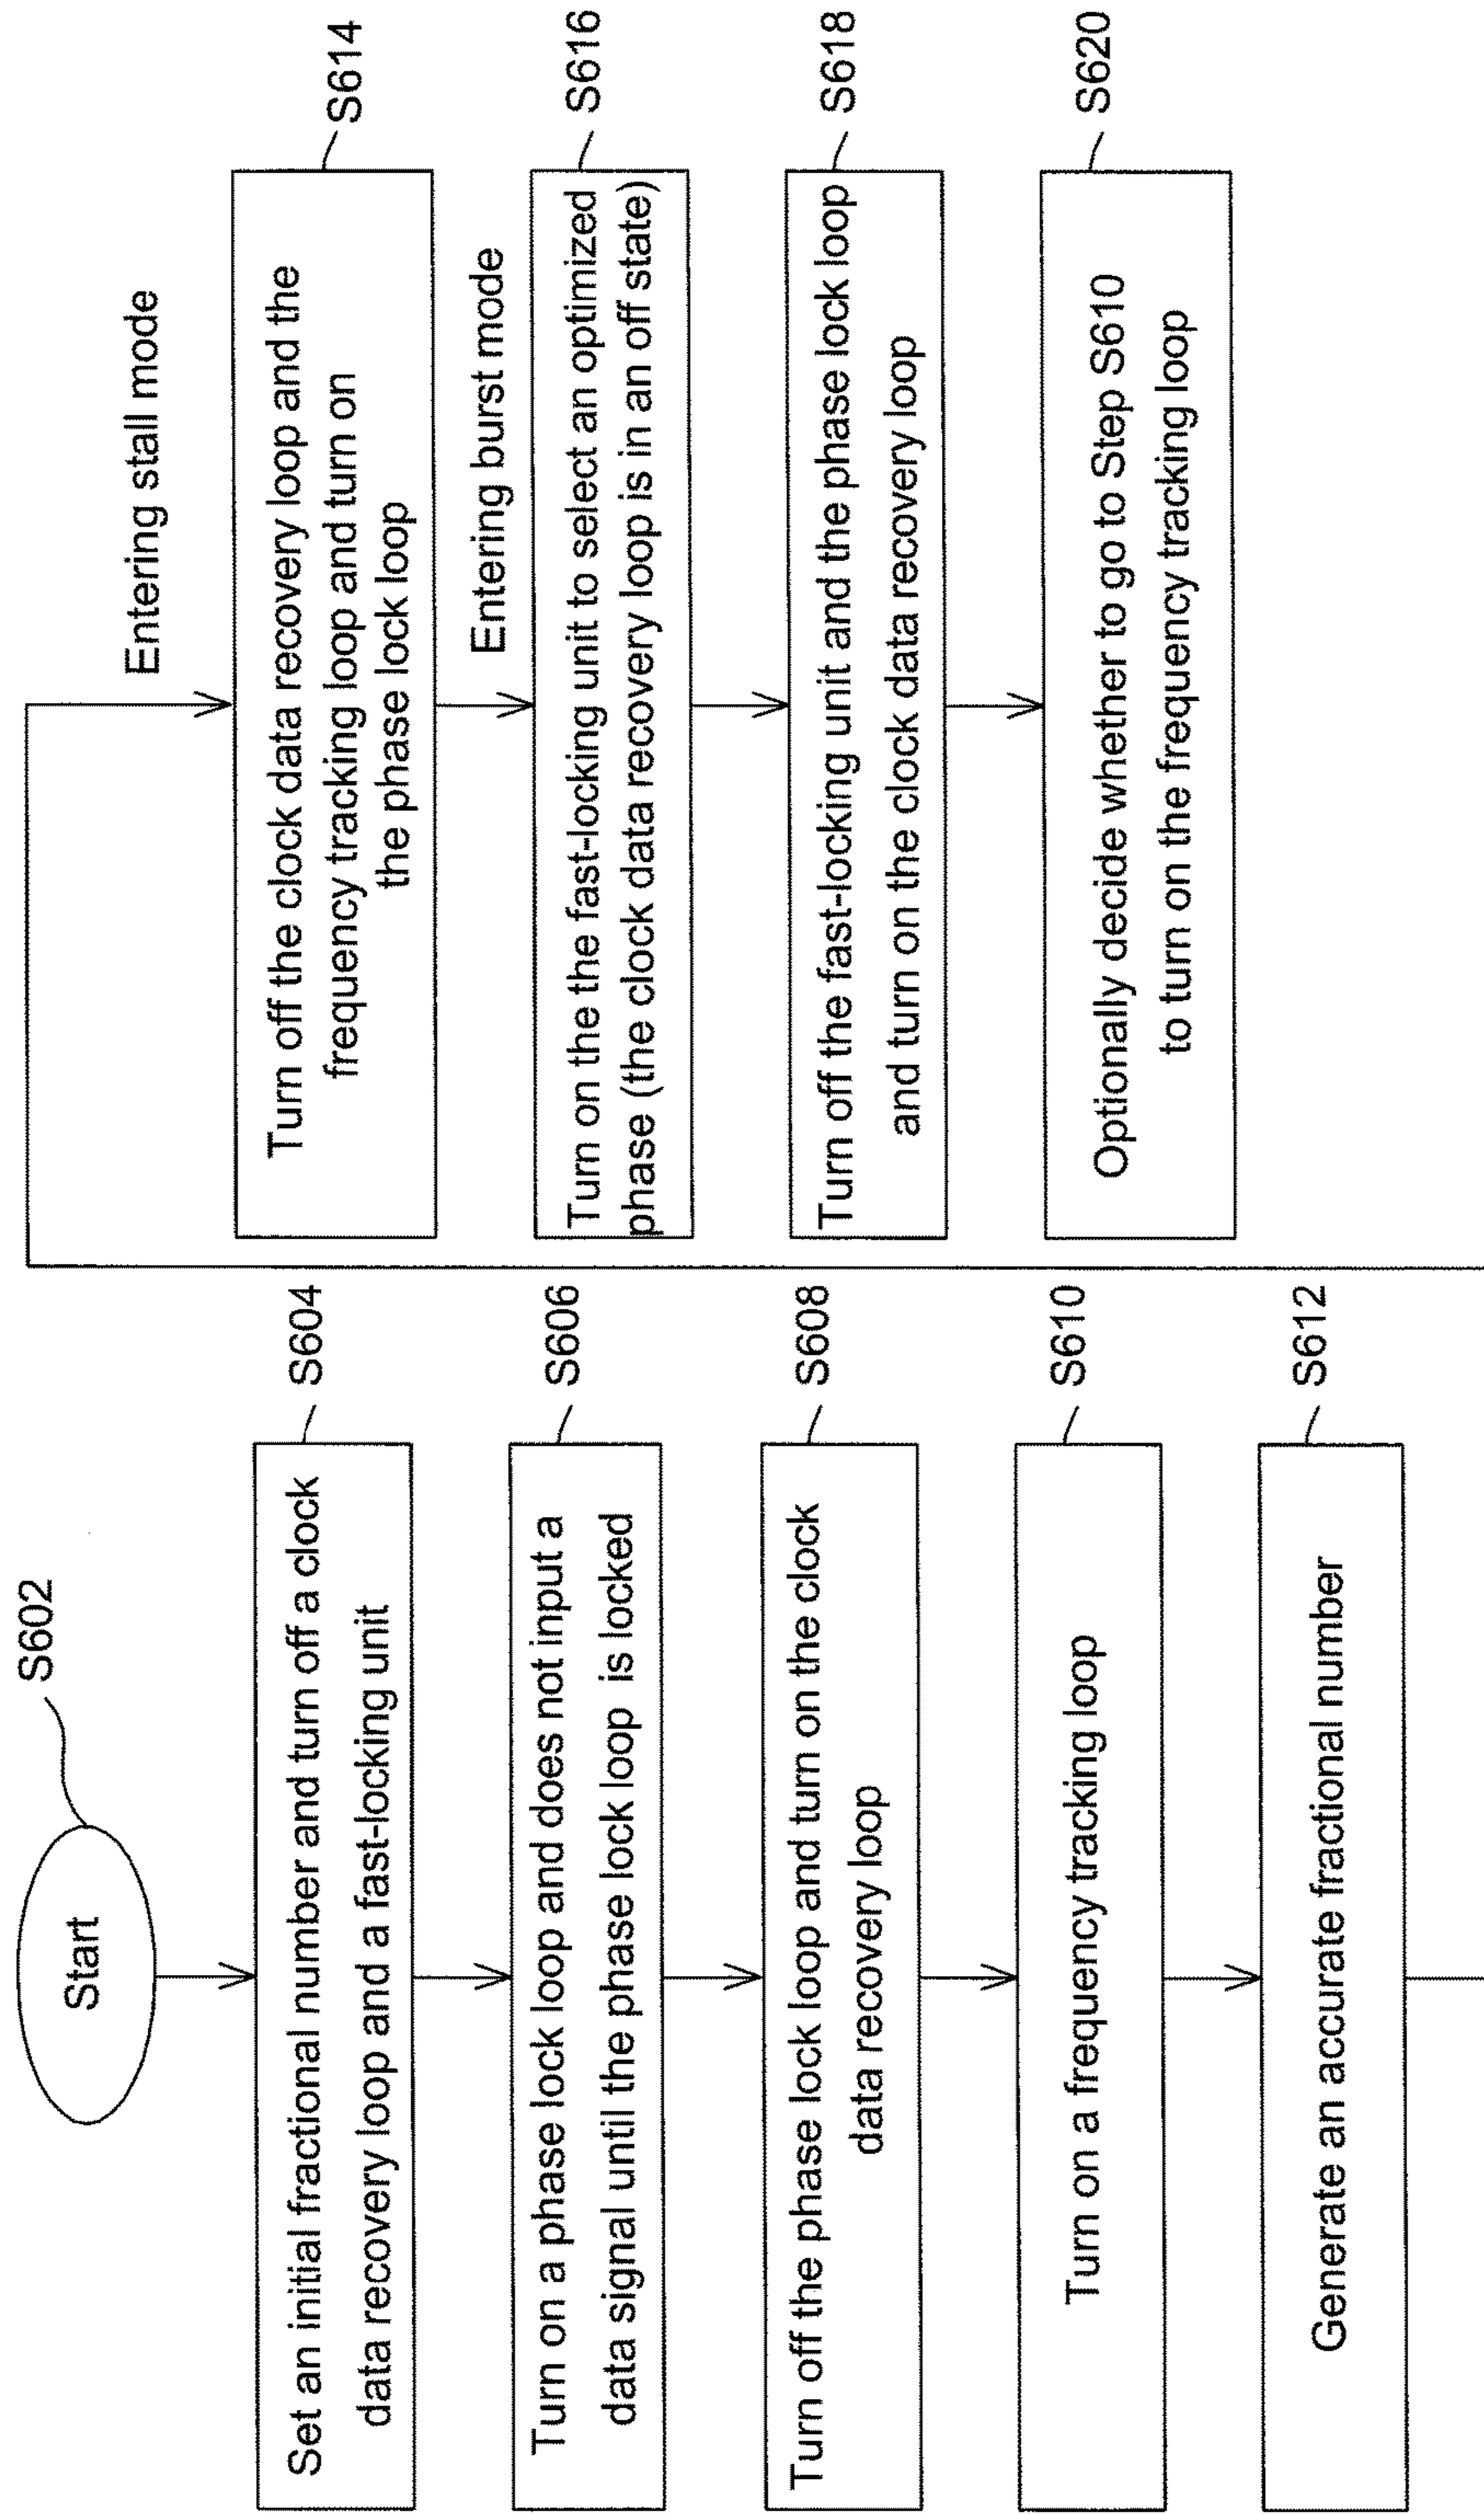 S602
Start
Set an initial fractional number and turn off a clock
data recovery loop and a fast-locking unit
S604
Turn on a phase lock loop and does not input a
data signal until the phase lock loop is locked
S606
Turn off the phase lock loop and turn on the clock
data recovery loop
S608
Turn on a frequency tracking loop
S610
Generate an accurate fractional number
S612
Entering stall mode
Turn off the clock data recovery loop and the
frequency tracking loop and turn on
the phase lock loop
S614
Entering burst mode
Turn on the the fast-locking unit to select an optimized
phase (the clock data recovery loop is in an off state)
S616
Turn off the fast-locking unit and the phase lock loop
and turn on the clock data recovery loop
S618
Optionally decide whether to go to Step S610
to turn on the frequency tracking loop
S620